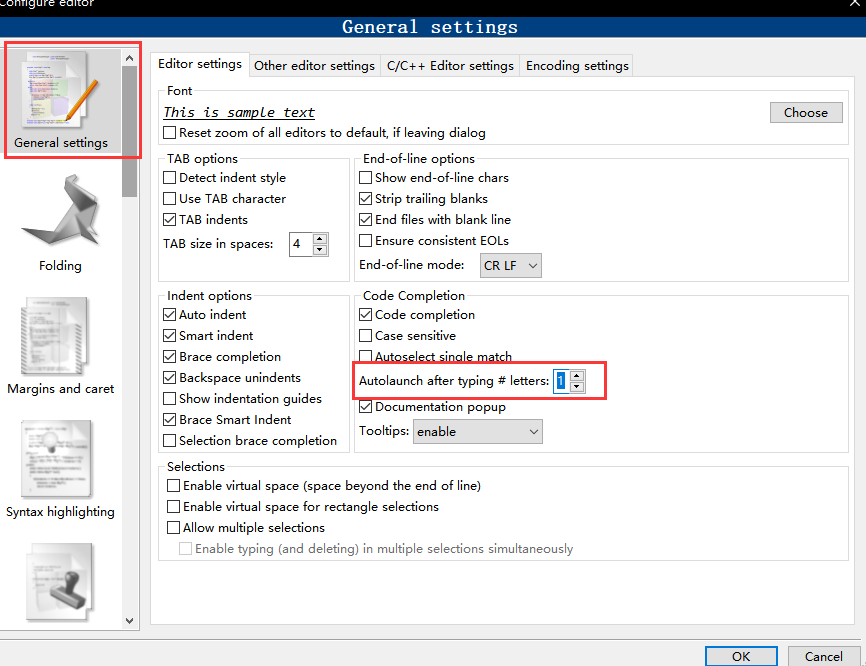 Configure editor
General settings
General settings
Folding
Margins and caret
Syntax highlighting
Editor settings
Other editor settings
C/C++ Editor settings
Encoding settings
Font
This is sample text
Choose
Reset zoom of all editors to default, if leaving dialog
TAB options
Detect indent style
Use TAB character
TAB indents
TAB size in spaces: 4
End-of-line options
Show end-of-line chars
Strip trailing blanks
End files with blank line
Ensure consistent EOLs
End-of-line mode: CR LF
Indent options
Auto indent
Smart indent
Brace completion
Backspace unindents
Show indentation guides
Brace Smart Indent
Selection brace completion
Code Completion
Code completion
Case sensitive
Autoselect single match
Autolaunch after typing # letters: 1
Documentation popup
Tooltips: enable
Selections
Enable virtual space (space beyond the end of line)
Enable virtual space for rectangle selections
Allow multiple selections
Enable typing (and deleting) in multiple selections simultaneously
OK
Cancel